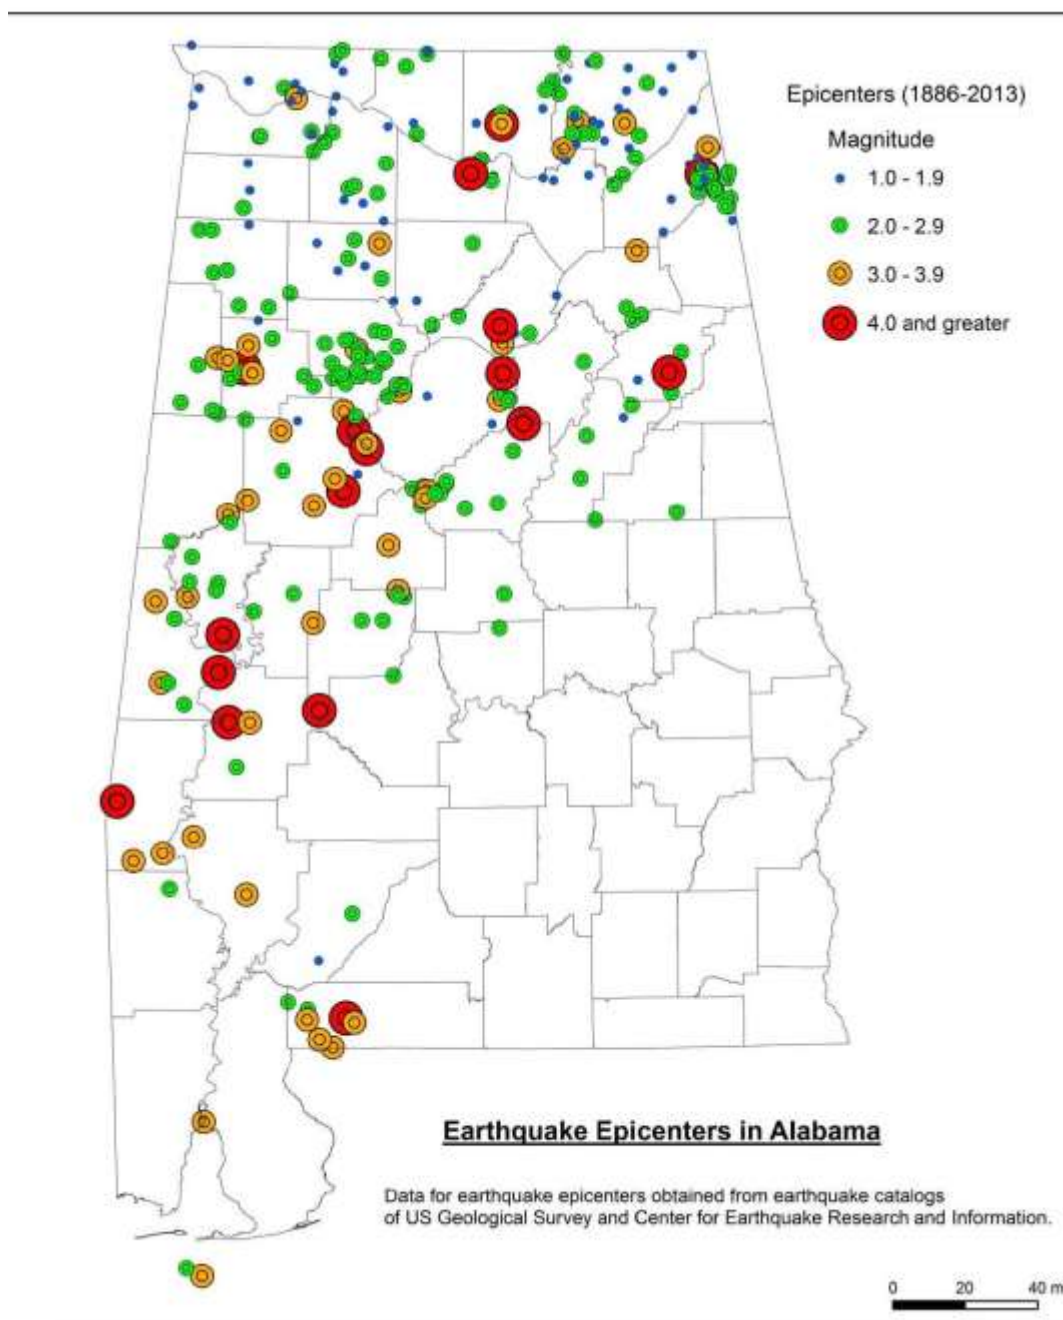 Epicenters (1886-2013)
Magnitude
1.0 - 1.9
2.0 - 2.9
3.0 - 3.9
4.0 and greater
Earthquake Epicenters in Alabama
Data for earthquake epicenters obtained from earthquake catalogs
of US Geological Survey and Center for Earthquake Research and Information.
0 20 40 m